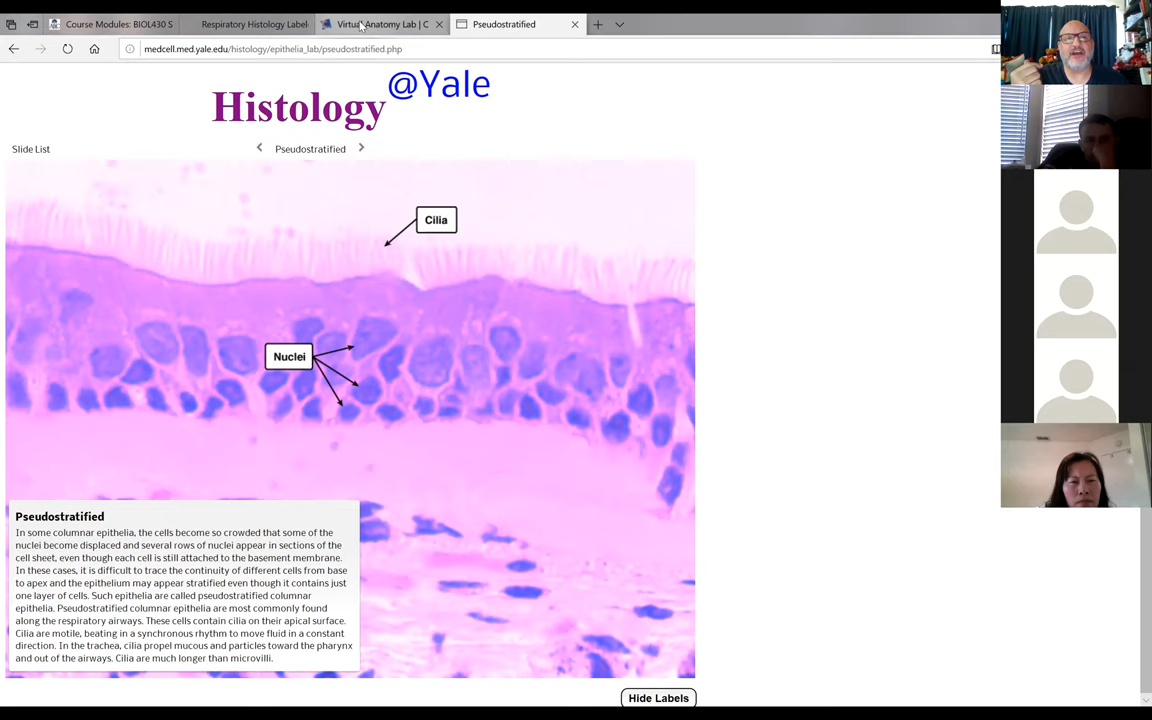 Course Modules: BIOL430 S
Respiratory Histology Label
Virtual Anatomy Lab | C
Pseudostratified
medcell.med.yale.edu/histology/epithelia_lab/pseudostratified.php
Histology@Yale
Slide List
Pseudostratified
Cilia
Nuclei
Pseudostratified
In some columnar epithelia, the cells become so crowded that some of the
nuclei become displaced and several rows of nuclei appear in sections of the
cell sheet, even though each cell is still attached to the basement membrane.
In these cases, it is difficult to trace the continuity of different cells from base
to apex and the epithelium may appear stratified even though it contains just
one layer of cells. Such epithelia are called pseudostratified columnar
epithelia. Pseudostratified columnar epithelia are most commonly found
along the respiratory airways. These cells contain cilia on their apical surface.
Cilia are motile, beating in a synchronous rhythm to move fluid in a constant
direction. In the trachea, cilia propel mucous and particles toward the pharynx
and out of the airways. Cilia are much longer than microvilli.
Hide Labels